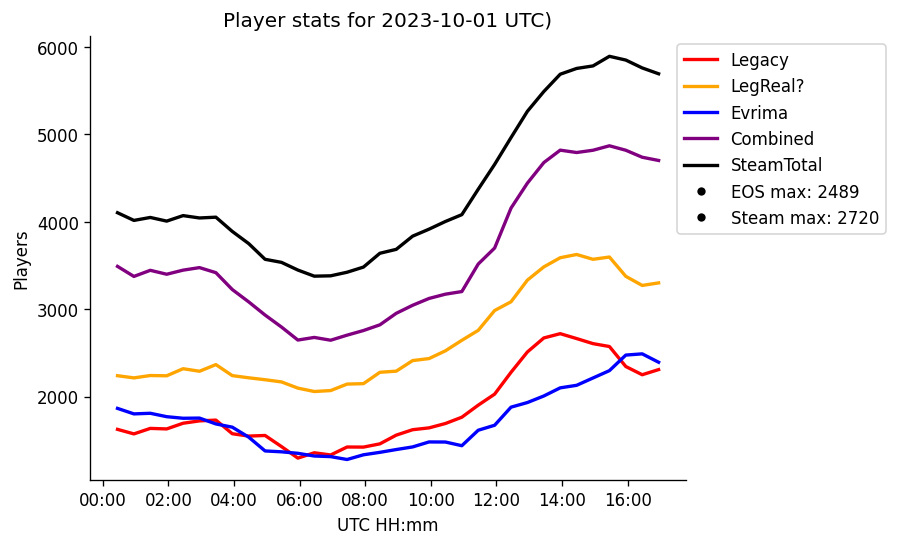 Player stats for 2023-10-01 UTC)
6000
5000
4000
3000
2000
Players
00:00 02:00 04:00 06:00 08:00 10:00 12:00 14:00 16:00
UTC HH:mm
Legacy
LegReal?
Evrima
Combined
SteamTotal
EOS max: 2489
Steam max: 2720